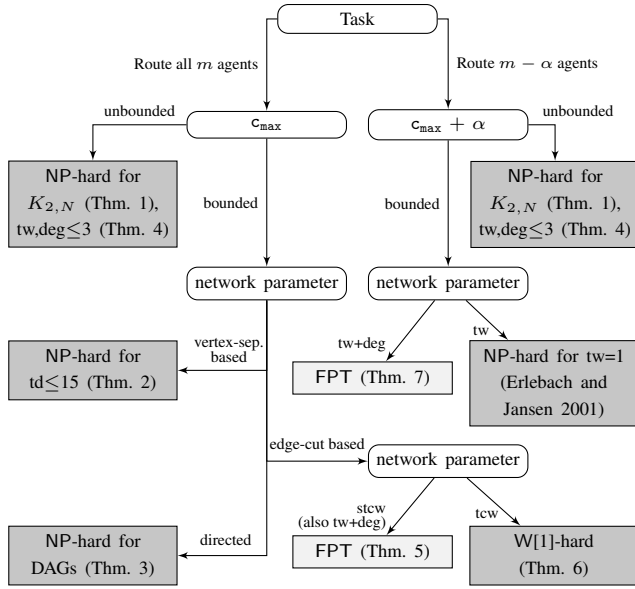 Task
Route all m agents
Route m − α agents
unbounded
c_max
c_max + α
unbounded
NP-hard for
K_{2,N} (Thm. 1),
tw,deg≤3 (Thm. 4)
NP-hard for
K_{2,N} (Thm. 1),
tw,deg≤3 (Thm. 4)
bounded
bounded
network parameter
network parameter
vertex-sep.
based
tw+deg
tw
NP-hard for
td≤15 (Thm. 2)
FPT (Thm. 7)
NP-hard for tw=1
(Erlebach and
Jansen 2001)
edge-cut based
network parameter
stcw
(also tw+deg)
tcw
directed
NP-hard for
DAGs (Thm. 3)
FPT (Thm. 5)
W[1]-hard
(Thm. 6)